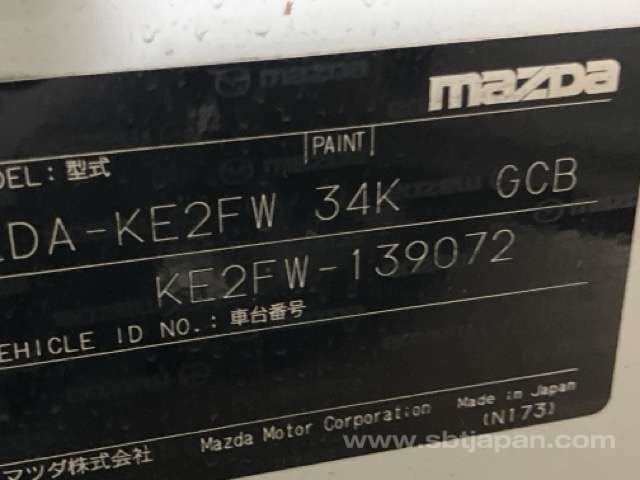 mazda
DEL: 型式
PAINT
LDA-KE2FW 34K GCB
KE2FW-139072
EHICLE ID NO.: 車台番号
Made in Japan
Mazda Motor Corporation (N173)
マツダ株式会社
www.sbtjapan.com